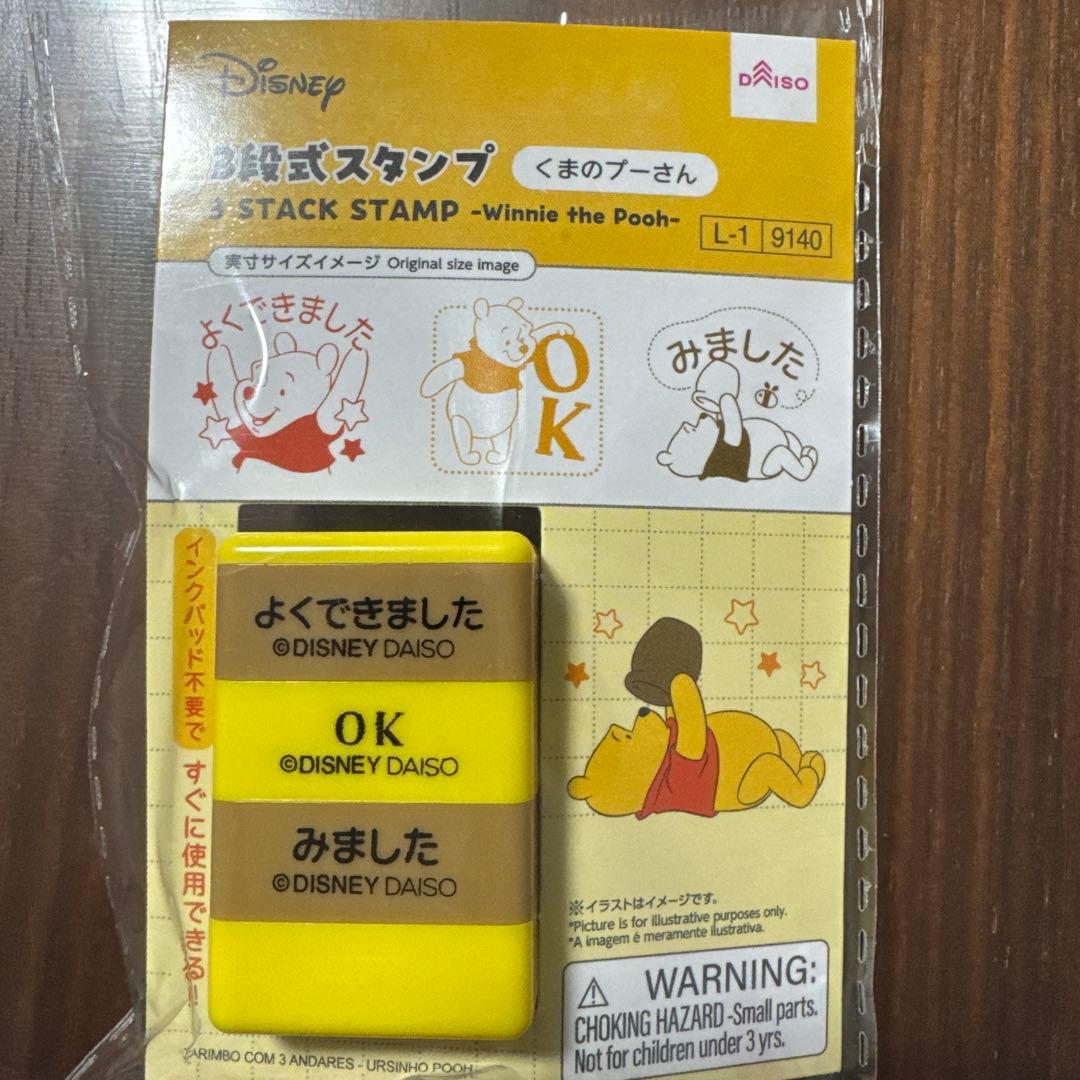 Disney
DAISO
3段式スタンプ
くまのプーさん
3 STACK STAMP -Winnie the Pooh-
L-1 9140
実寸サイズイメージ Original size image
よくできました
OK
みました
インクパッド不要で すぐに使用できる
よくできました
©DISNEY DAISO
OK
©DISNEY DAISO
みました
©DISNEY DAISO
※イラストはイメージです。
*Picture is for illustrative purposes only.
*A imagem é meramente ilustrativa.
WARNING:
CHOKING HAZARD -Small parts.
Not for children under 3 yrs.
CARIMBO COM 3 ANDARES - URSINHO POOH